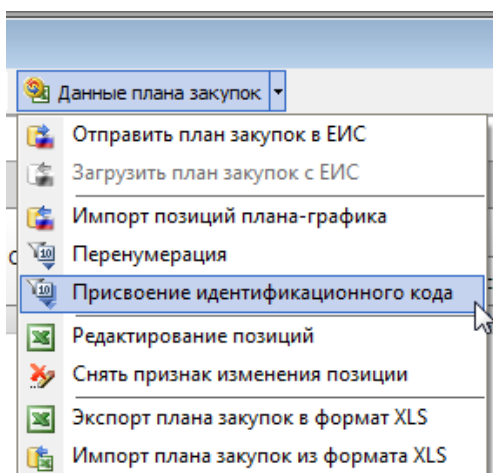 Данные плана закупок
Отправить план закупок в ЕИС
Загрузить план закупок с ЕИС
Импорт позиций плана-графика
Перенумерация
Присвоение идентификационного кода
Редактирование позиций
Снять признак изменения позиции
Экспорт плана закупок в формат XLS
Импорт плана закупок из формата XLS